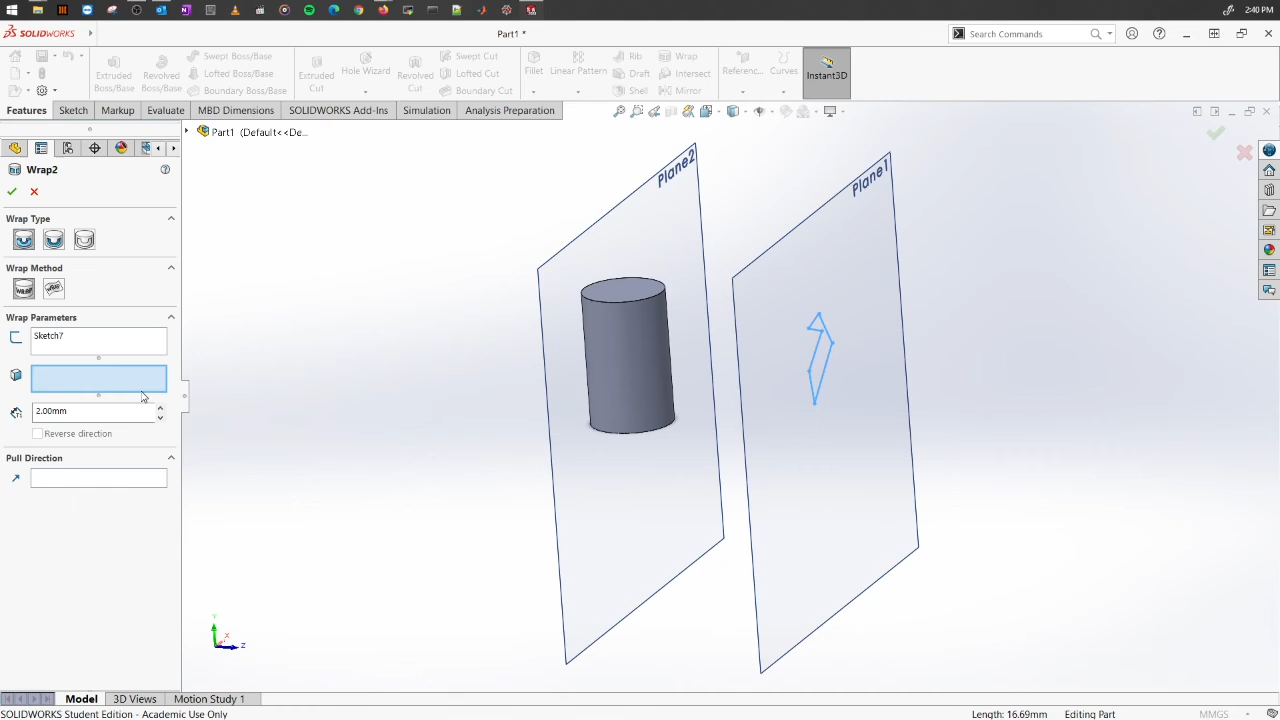 2:40 PM
SOLIDWORKS
Part1 *
Search Commands
Extruded Boss/Base
Revolved Boss/Base
Swept Boss/Base
Lofted Boss/Base
Boundary Boss/Base
Extruded Cut
Hole Wizard
Revolved Cut
Swept Cut
Lofted Cut
Boundary Cut
Fillet
Linear Pattern
Rib
Draft
Shell
Wrap
Intersect
Mirror
Referenc...
Curves
Instant3D
Features Sketch Markup Evaluate MBD Dimensions SOLIDWORKS Add-Ins Simulation Analysis Preparation
Part1 (Default<<De...
Wrap2
Wrap Type
Wrap Method
Wrap Parameters
Sketch7
2.00mm
Reverse direction
Pull Direction
Plane2
Plane1
Y
X
Z
Model 3D Views Motion Study 1
SOLIDWORKS Student Edition - Academic Use Only
Length: 16.69mm Editing Part MMGS